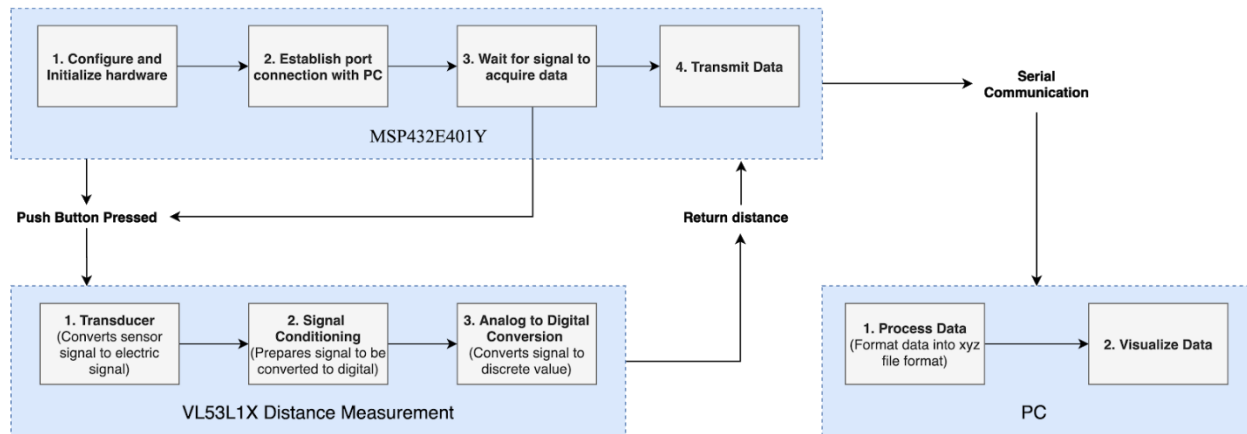 1. Configure and
Initialize hardware
2. Establish port
connection with PC
3. Wait for signal to
acquire data
4. Transmit Data
MSP432E401Y
Serial
Communication
Push Button Pressed
Return distance
1. Transducer
(Converts sensor
signal to electric
signal)
2. Signal
Conditioning
(Prepares signal to be
converted to digital)
3. Analog to Digital
Conversion
(Converts signal to
discrete value)
VL53L1X Distance Measurement
1. Process Data
(Format data into xyz
file format)
2. Visualize Data
PC